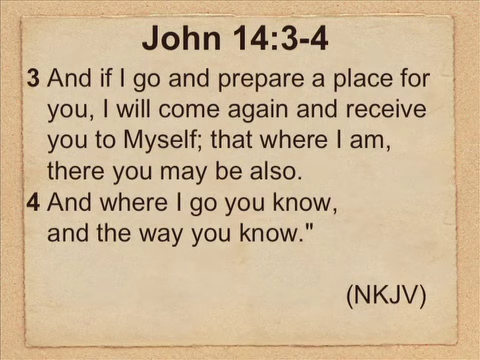 John 14:3-4
3 And if I go and prepare a place for
you, I will come again and receive
you to Myself; that where I am,
there you may be also.
4 And where I go you know,
and the way you know."
(NKJV)